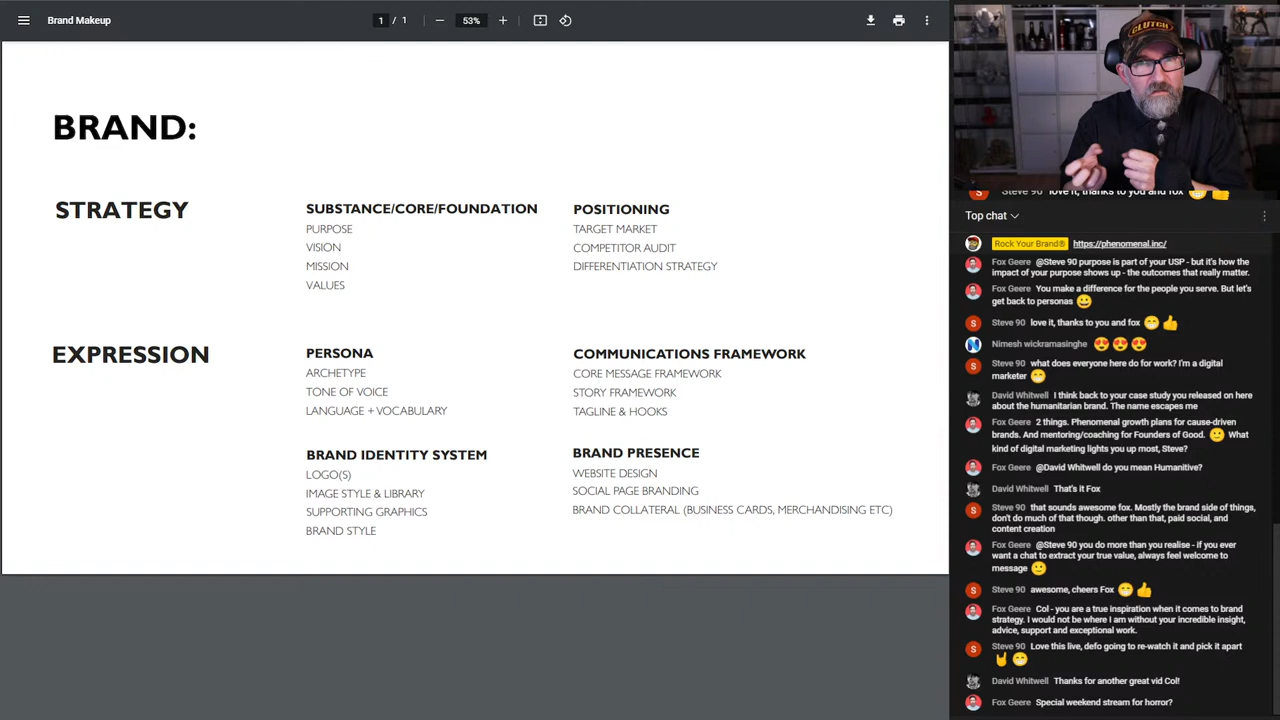 Brand Makeup
1 / 1
53%
BRAND:
STRATEGY
SUBSTANCE/CORE/FOUNDATION
PURPOSE
VISION
MISSION
VALUES
POSITIONING
TARGET MARKET
COMPETITOR AUDIT
DIFFERENTIATION STRATEGY
EXPRESSION
PERSONA
ARCHETYPE
TONE OF VOICE
LANGUAGE + VOCABULARY
COMMUNICATIONS FRAMEWORK
CORE MESSAGE FRAMEWORK
STORY FRAMEWORK
TAGLINE & HOOKS
BRAND IDENTITY SYSTEM
LOGO(S)
IMAGE STYLE & LIBRARY
SUPPORTING GRAPHICS
BRAND STYLE
BRAND PRESENCE
WEBSITE DESIGN
SOCIAL PAGE BRANDING
BRAND COLLATERAL (BUSINESS CARDS, MERCHANDISING ETC)
CLUTCH
S Steve 90 love it, thanks to you and fox 😁👍
Top chat
Rock Your Brand® https://phenomenal.inc/
Fox Geere @Steve 90 purpose is part of your USP - but it's how the
impact of your purpose shows up - the outcomes that really matter.
Fox Geere You make a difference for the people you serve. But let's
get back to personas 😀
S Steve 90 love it, thanks to you and fox 😁👍
N Nimesh wickramasinghe 😍😍😍
S Steve 90 what does everyone here do for work? I'm a digital
marketer 😁
David Whitwell I think back to your case study you released on here
about the humanitarian brand. The name escapes me
Fox Geere 2 things. Phenomenal growth plans for cause-driven
brands. And mentoring/coaching for Founders of Good. 🙂 What
kind of digital marketing lights you up most, Steve?
Fox Geere @David Whitwell do you mean Humanitive?
David Whitwell That's it Fox
S Steve 90 that sounds awesome fox. Mostly the brand side of things,
don't do much of that though. other than that, paid social, and
content creation
Fox Geere @Steve 90 you do more than you realise - if you ever
want a chat to extract your true value, always feel welcome to
message 🙂
S Steve 90 awesome, cheers Fox 😁👍
Fox Geere Col - you are a true inspiration when it comes to brand
strategy. I would not be where I am without your incredible insight,
advice, support and exceptional work.
S Steve 90 Love this live, defo going to re-watch it and pick it apart
🤘😁
David Whitwell Thanks for another great vid Col!
Fox Geere Special weekend stream for horror?